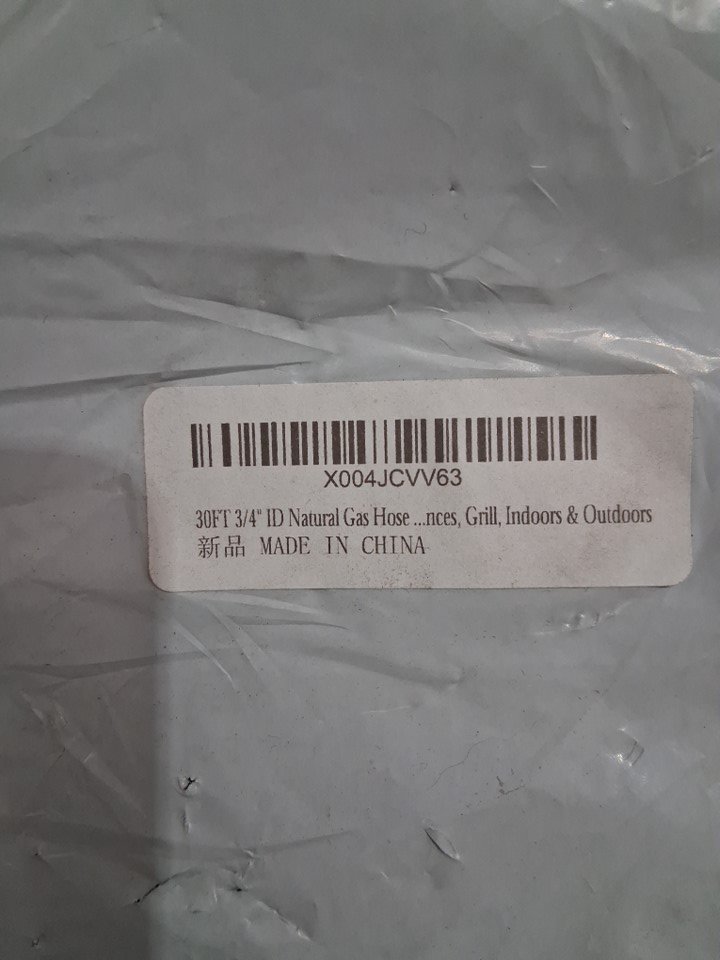 X004JCVV63
30FT 3/4" ID Natural Gas Hose ...nces, Grill, Indoors & Outdoors
新品 MADE IN CHINA